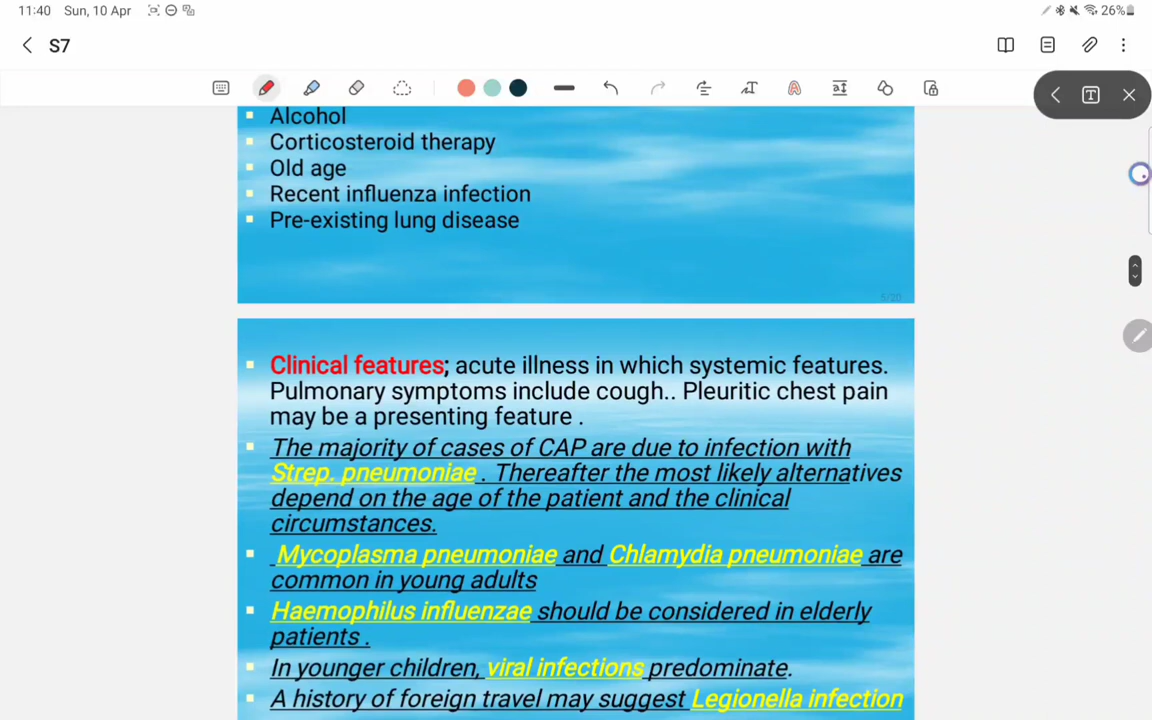 11:40 Sun, 10 Apr 26%
S7
Alcohol
Corticosteroid therapy
Old age
Recent influenza infection
Pre-existing lung disease
5/20
Clinical features; acute illness in which systemic features.
Pulmonary symptoms include cough.. Pleuritic chest pain
may be a presenting feature .
The majority of cases of CAP are due to infection with
Strep. pneumoniae . Thereafter the most likely alternatives
depend on the age of the patient and the clinical
circumstances.
Mycoplasma pneumoniae and Chlamydia pneumoniae are
common in young adults
Haemophilus influenzae should be considered in elderly
patients .
In younger children, viral infections predominate.
A history of foreign travel may suggest Legionella infection